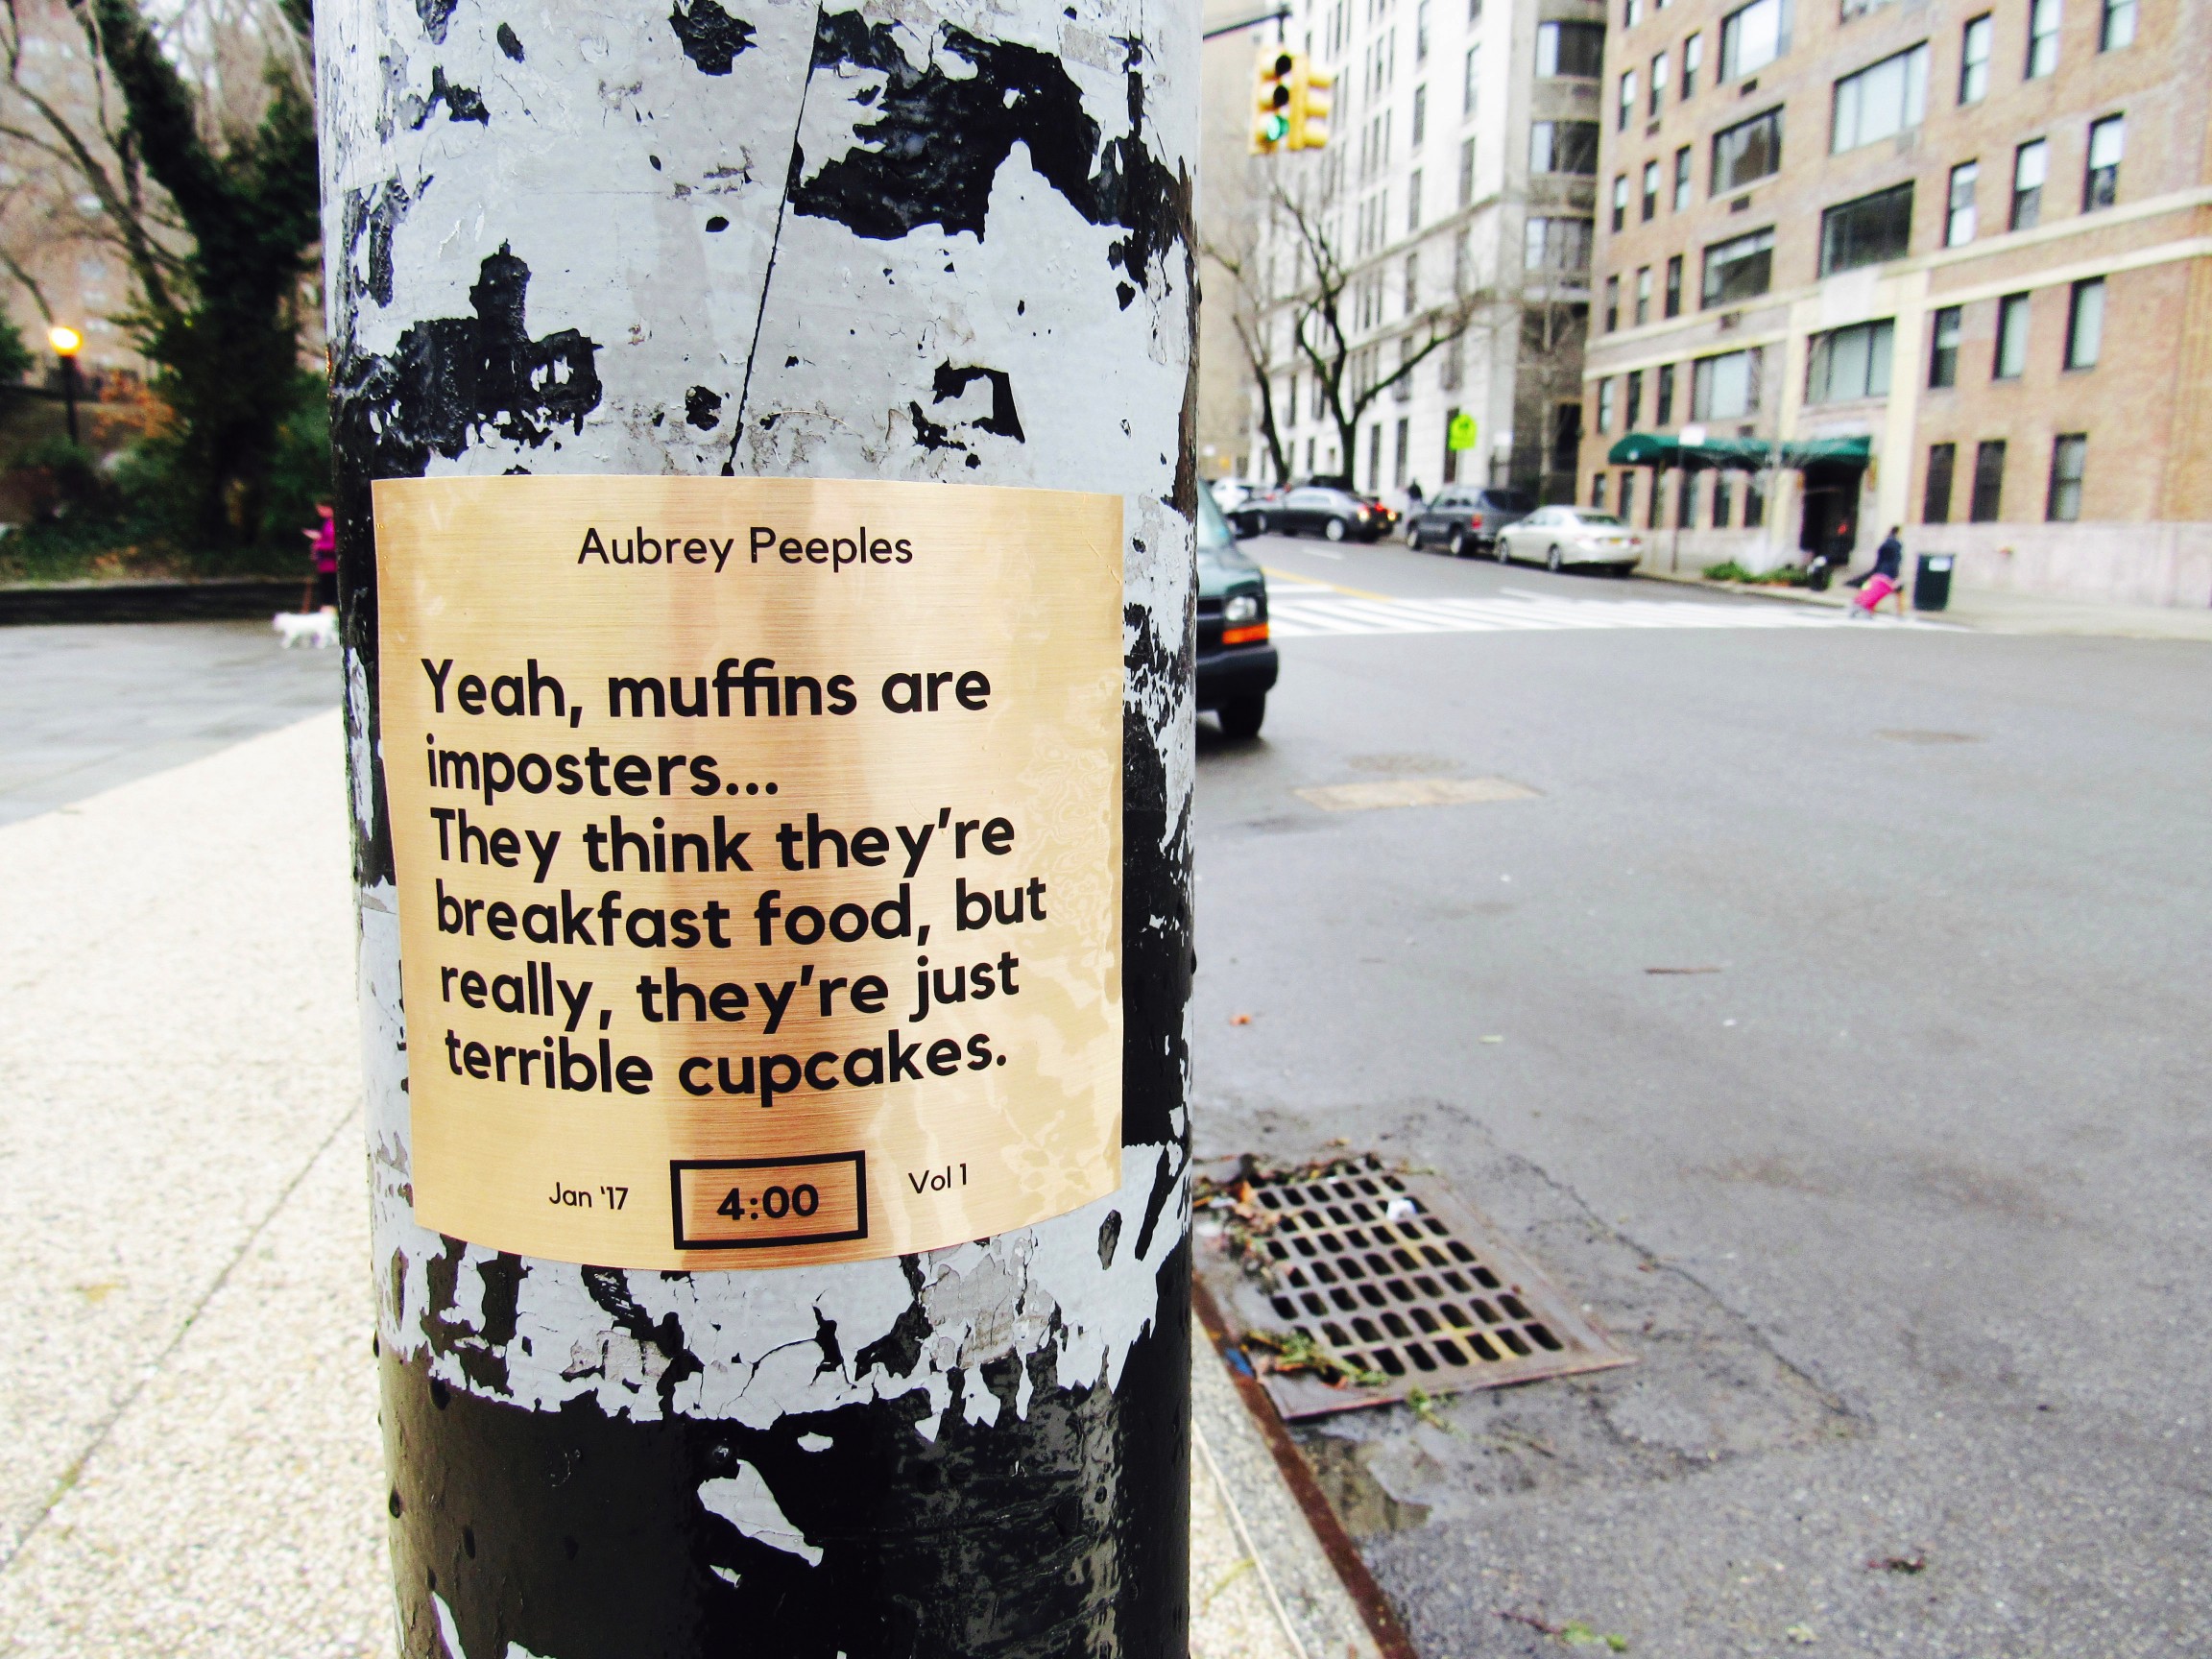 Aubrey Peeples
Yeah, muffins are
imposters...
They think they're
breakfast food, but
really, they're just
terrible cupcakes.
Jan '17 4:00 Vol 1